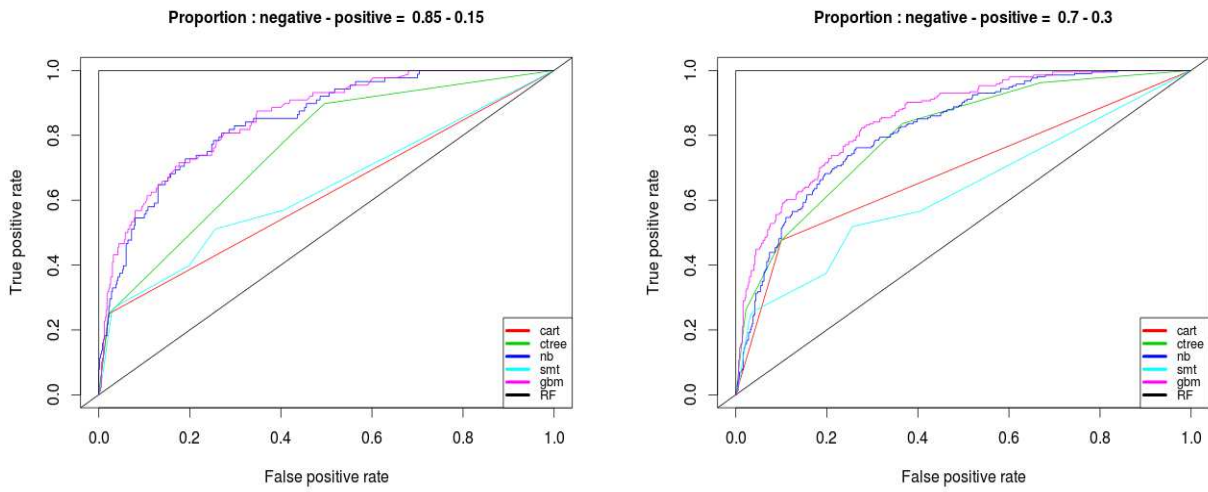 Proportion : negative - positive = 0.85 - 0.15
True positive rate
1.0
0.8
0.6
0.4
0.2
0.0
cart
ctree
nb
smt
gbm
RF
0.0 0.2 0.4 0.6 0.8 1.0
False positive rate
Proportion : negative - positive = 0.7 - 0.3
True positive rate
1.0
0.8
0.6
0.4
0.2
0.0
cart
ctree
nb
smt
gbm
RF
0.0 0.2 0.4 0.6 0.8 1.0
False positive rate